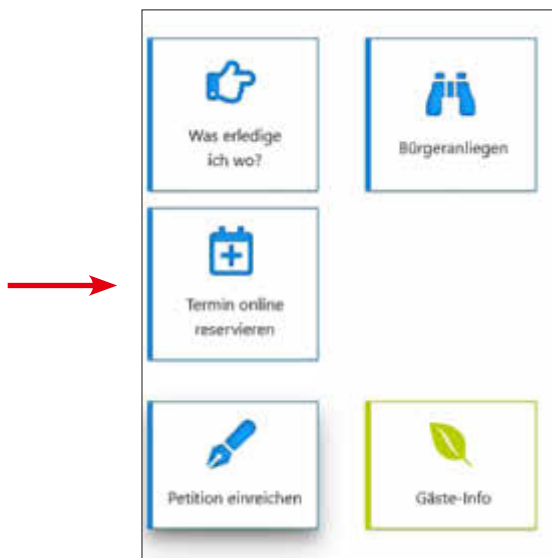 Was erledige
ich wo?
Bürgeranliegen
Termin online
reservieren
Petition einreichen
Gäste-Info